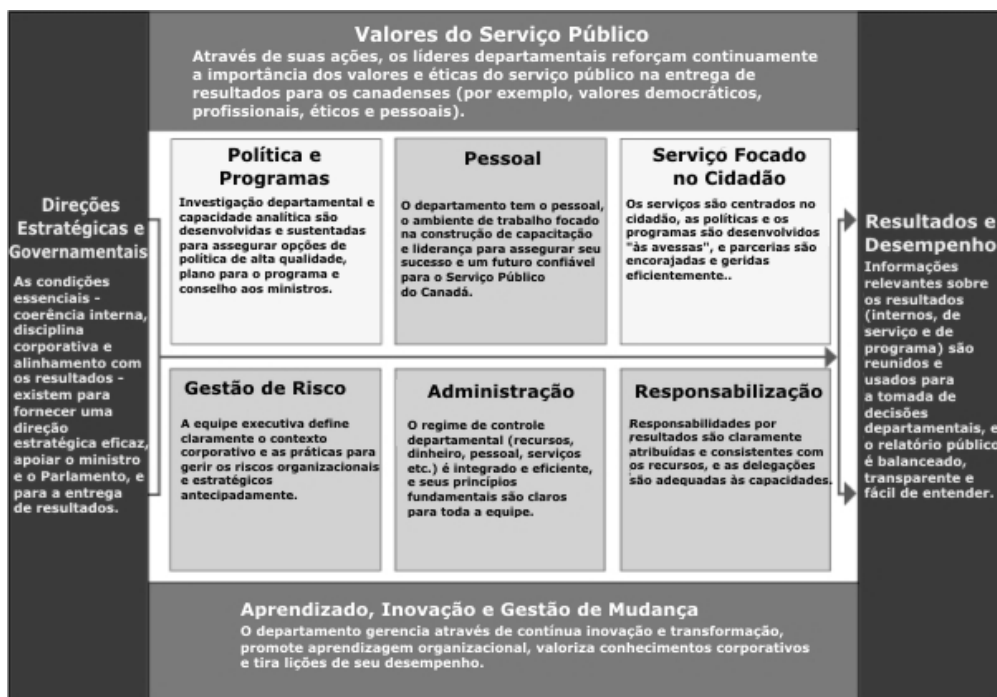 Valores do Serviço Público
Através de suas ações, os líderes departamentais reforçam continuamente
a importância dos valores e éticas do serviço público na entrega de
resultados para os canadenses (por exemplo, valores democráticos,
profissionais, éticos e pessoais).
Direções
Estratégicas e
Governamentais
As condições
essenciais -
coerência interna,
disciplina
corporativa e
alinhamento com
os resultados -
existem para
fornecer uma
direção
estratégica eficaz,
apoiar o ministro
e o Parlamento, e
para a entrega
de resultados.
Política e
Programas
Investigação departamental e
capacidade analítica são
desenvolvidas e sustentadas
para assegurar opções de
política de alta qualidade,
plano para o programa e
conselho aos ministros.
Pessoal
O departamento tem o pessoal,
o ambiente de trabalho focado
na construção de capacitação
e liderança para assegurar seu
sucesso e um futuro confiável
para o Serviço Público
do Canadá.
Serviço Focado
no Cidadão
Os serviços são centrados no
cidadão, as políticas e os
programas são desenvolvidos
"às avessas", e parcerias são
encorajadas e geridas
eficientemente..
Gestão de Risco
A equipe executiva define
claramente o contexto
corporativo e as práticas para
gerir os riscos organizacionais
e estratégicos
antecipadamente.
Administração
O regime de controle
departamental (recursos,
dinheiro, pessoal, serviços
etc.) é integrado e eficiente,
e seus princípios
fundamentais são claros
para toda a equipe.
Responsabilização
Responsabilidades por
resultados são claramente
atribuídas e consistentes com
os recursos, e as delegações
são adequadas às capacidades.
Resultados e
Desempenho
Informações
relevantes sobre
os resultados
(internos, de
serviço e de
programa) são
reunidos e
usados para
a tomada de
decisões
departamentais, e
o relatório público
é balanceado,
transparente e
fácil de entender.
Aprendizado, Inovação e Gestão de Mudança
O departamento gerencia através de contínua inovação e transformação,
promote aprendizagem organizacional, valoriza conhecimentos corporativos
e tira lições de seu desempenho.